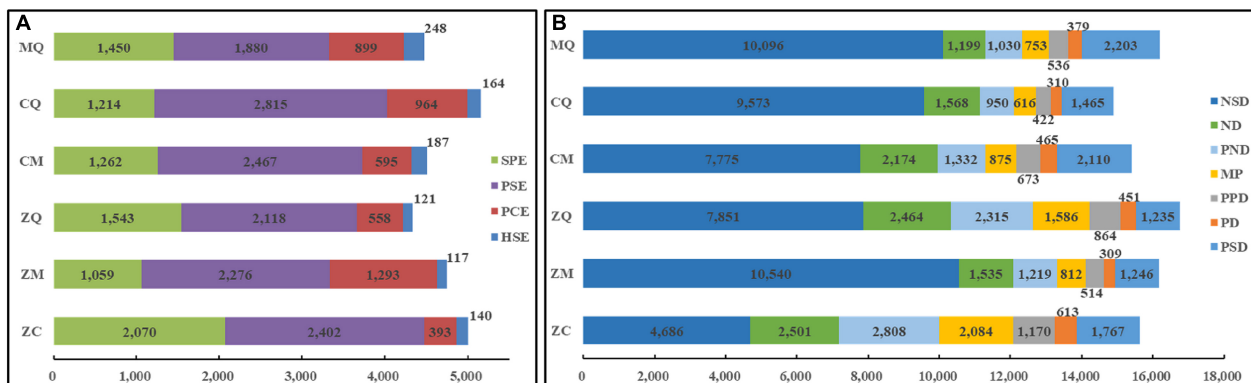 A
MQ 1,450 1,880 899 248
CQ 1,214 2,815 964 164
CM 1,262 2,467 595 187
ZQ 1,543 2,118 558 121
ZM 1,059 2,276 1,293 117
ZC 2,070 2,402 393 140
0 1,000 2,000 3,000 4,000 5,000
SPE
PSE
PCE
HSE
B
MQ 10,096 1,199 1,030 753 536 379 2,203
CQ 9,573 1,568 950 616 422 310 1,465
CM 7,775 2,174 1,332 875 673 465 2,110
ZQ 7,851 2,464 2,315 1,586 864 451 1,235
ZM 10,540 1,535 1,219 812 514 309 1,246
ZC 4,686 2,501 2,808 2,084 1,170 613 1,767
0 2,000 4,000 6,000 8,000 10,000 12,000 14,000 16,000 18,000
NSD
ND
PND
MP
PPD
PD
PSD